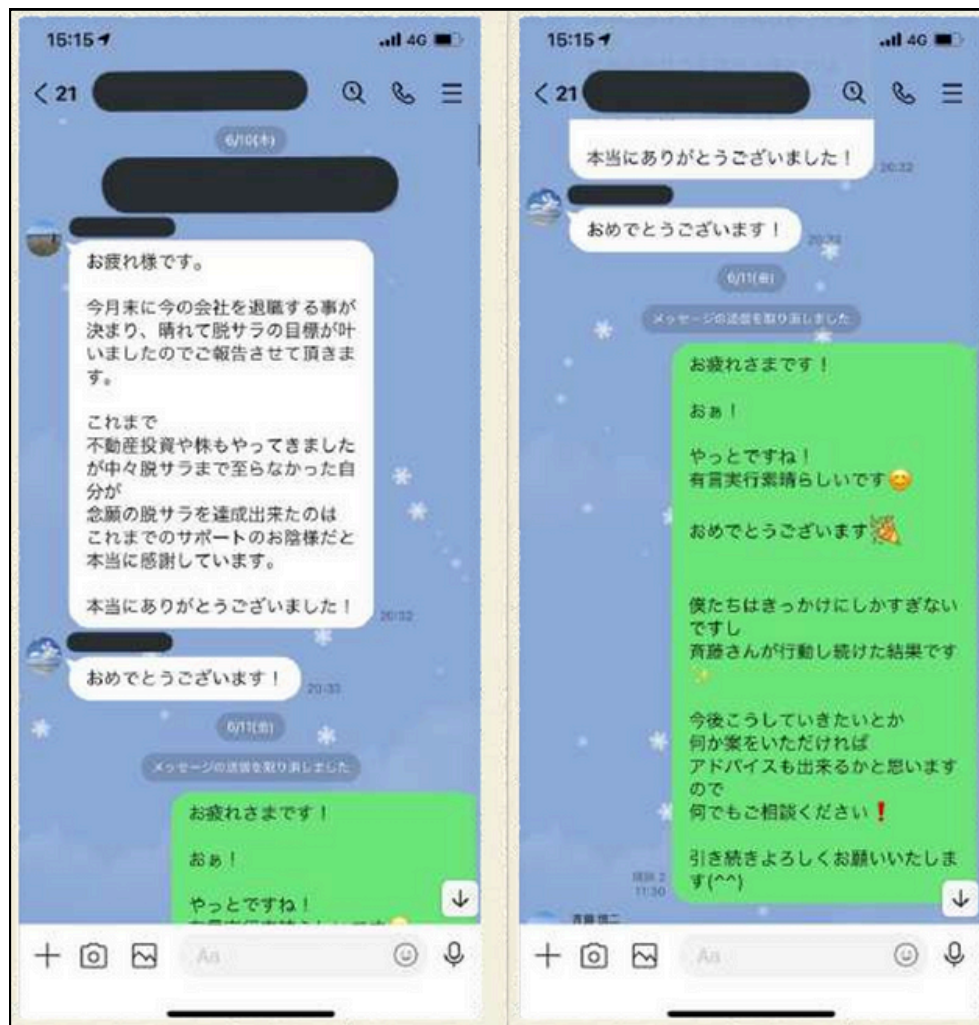 15:15
4G
21
6/10(木)
お疲れ様です。
今月末に今の会社を退職する事が
決まり、晴れて脱サラの目標が叶
いましたのでご報告させて頂きま
す。
これまで
不動産投資や株もやってきました
が中々脱サラまで至らなかった自
分が
念願の脱サラを達成出来たのは
これまでのサポートのお陰様だと
本当に感謝しています。
本当にありがとうございました！
20:32
おめでとうございます！
20:33
6/11(金)
メッセージの送信を取り消しました
お疲れさまです！
おぁ！
やっとですね！
Aa
15:15
4G
21
本当にありがとうございました！
20:32
おめでとうございます！
6/11(金)
メッセージの送信を取り消しました
お疲れさまです！
おぁ！
やっとですね！
有言実行素晴らしいです😊
おめでとうございます🎉
僕たちはきっかけにしかすぎない
ですし
斉藤さんが行動し続けた結果です
✨
今後こうしていきたいとか
何か案をいただければ
アドバイスも出来るかと思います
ので
何でもご相談ください❗
引き続きよろしくお願いいたしま
す(^^)
既読 2
11:30
Aa